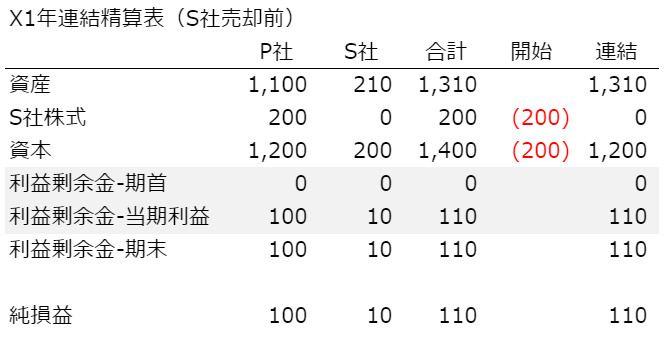 X1年連結精算表（S社売却前）
P社 S社 合計 開始 連結
資産 1,100 210 1,310 1,310
S社株式 200 0 200 (200) 0
資本 1,200 200 1,400 (200) 1,200
利益剰余金-期首 0 0 0 0
利益剰余金-当期利益 100 10 110 110
利益剰余金-期末 100 10 110 110
純損益 100 10 110 110